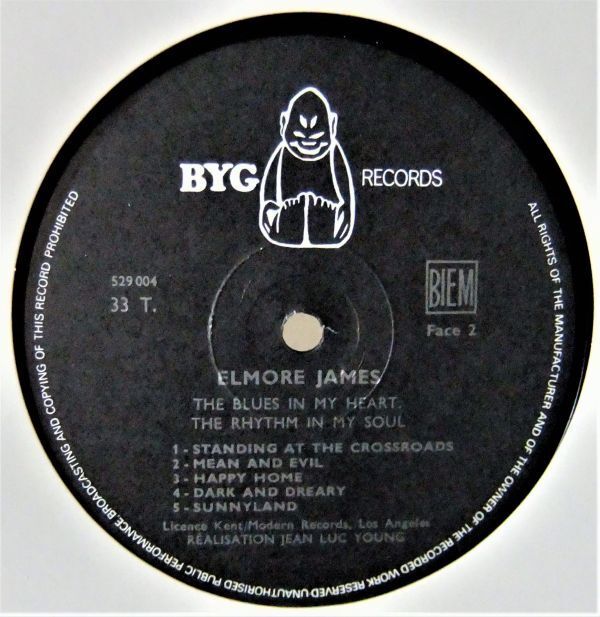 BYG RECORDS
529 004
33 T.
BIEM
Face 2
ELMORE JAMES
THE BLUES IN MY HEART.
THE RHYTHM IN MY SOUL
1 - STANDING AT THE CROSSROADS
2 - MEAN AND EVIL
3 - HAPPY HOME
4 - DARK AND DREARY
5 - SUNNYLAND
Licence Kent/Modern Records, Los Angeles
RÉALISATION JEAN LUC YOUNG
ALL RIGHTS OF THE MANUFACTURER AND OF THE OWNER OF THE RECORDED WORK RESERVED-UNAUTHORISED PUBLIC PERFORMANCE, BROADCASTING AND COPYING OF THIS RECORD PROHIBITED